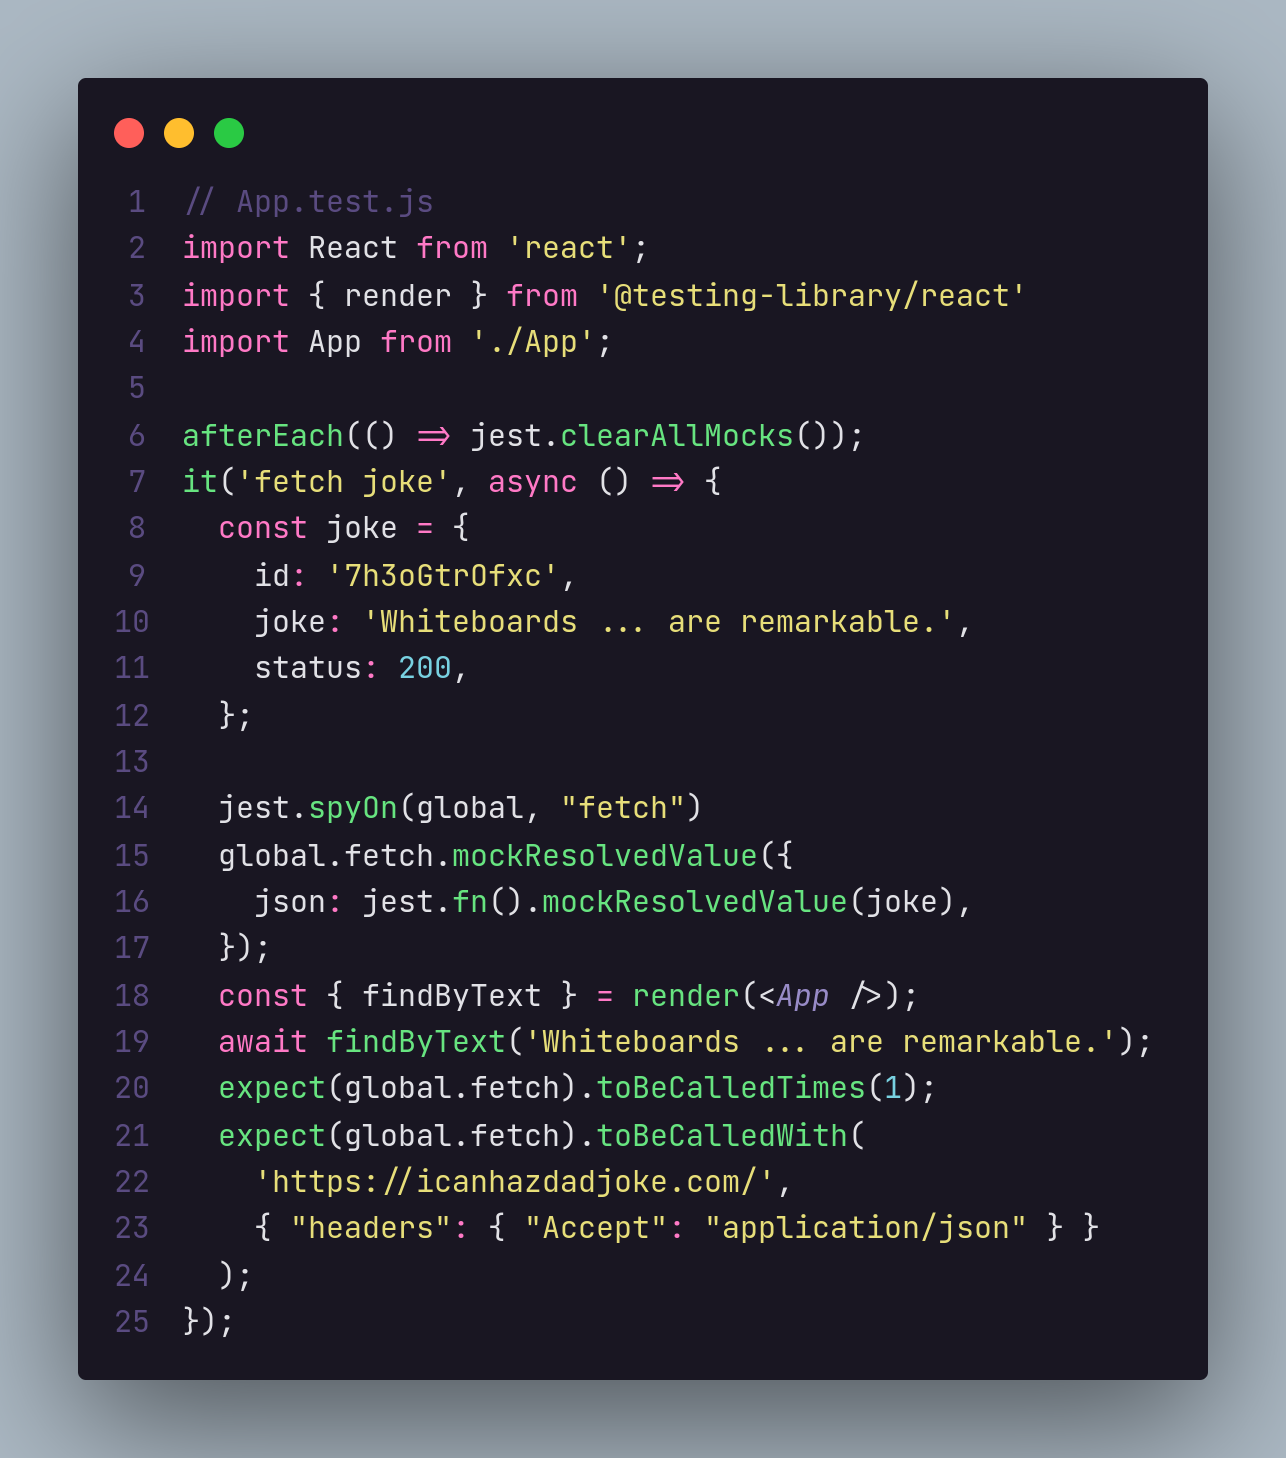 1 // App.test.js
2 import React from 'react';
3 import { render } from '@testing-library/react'
4 import App from './App';
5
6 afterEach(() => jest.clearAllMocks());
7 it('fetch joke', async () => {
8   const joke = {
9     id: '7h3oGtrOfxc',
10     joke: 'Whiteboards ... are remarkable.',
11     status: 200,
12   };
13
14   jest.spyOn(global, "fetch")
15   global.fetch.mockResolvedValue({
16     json: jest.fn().mockResolvedValue(joke),
17   });
18   const { findByText } = render(<App />);
19   await findByText('Whiteboards ... are remarkable.');
20   expect(global.fetch).toBeCalledTimes(1);
21   expect(global.fetch).toBeCalledWith(
22     'https://icanhazdadjoke.com/',
23     { "headers": { "Accept": "application/json" } }
24   );
25 });